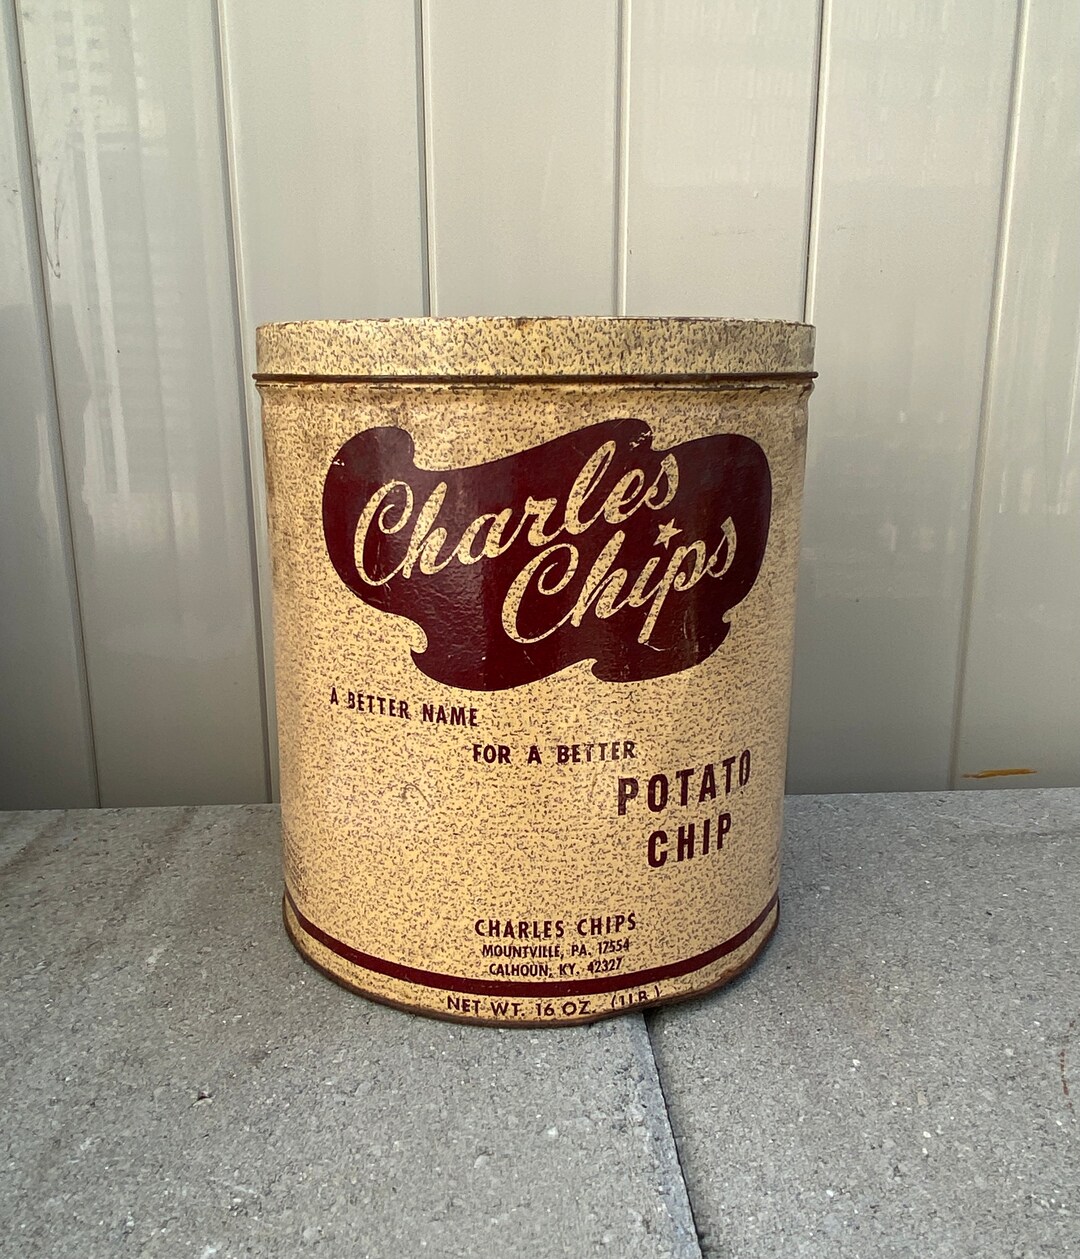 Charles
Chips
A BETTER NAME
FOR A BETTER
POTATO
CHIP
CHARLES CHIPS
MOUNTVILLE, PA. 17554
CALHOUN, KY. 42327
NET WT. 16 OZ. (1 LB.)